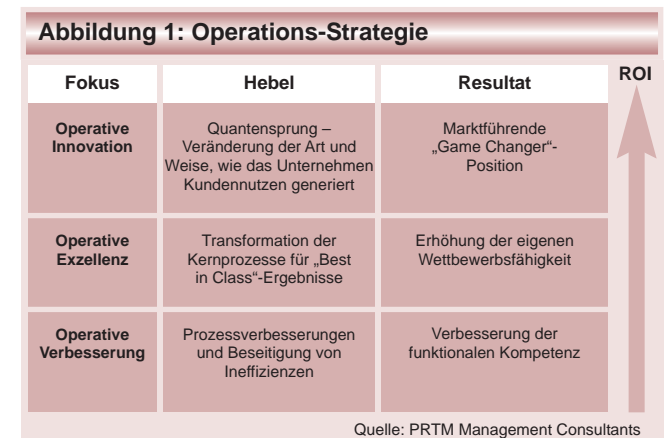 Abbildung 1: Operations-Strategie
Fokus
Hebel
Resultat
ROI
Operative
Innovation
Quantensprung –
Veränderung der Art und
Weise, wie das Unternehmen
Kundennutzen generiert
Marktführende
„Game Changer“-
Position
Operative
Exzellenz
Transformation der
Kernprozesse für „Best
in Class“-Ergebnisse
Erhöhung der eigenen
Wettbewerbsfähigkeit
Operative
Verbesserung
Prozessverbesserungen
und Beseitigung von
Ineffizienzen
Verbesserung der
funktionalen Kompetenz
Quelle: PRTM Management Consultants